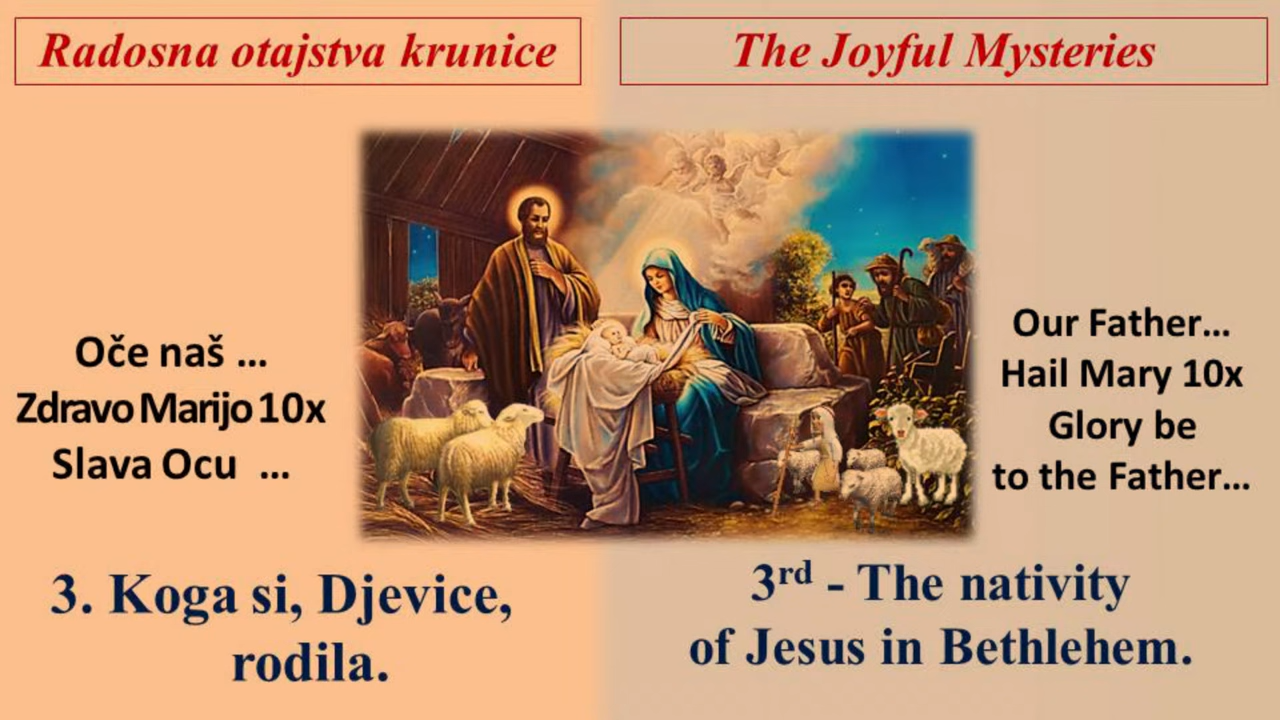 Radosna otajstva krunice
The Joyful Mysteries
Oče naš ...
Zdravo Marijo 10x
Slava Ocu ...
Our Father...
Hail Mary 10x
Glory be
to the Father...
3. Koga si, Djevice,
rodila.
3rd - The nativity
of Jesus in Bethlehem.